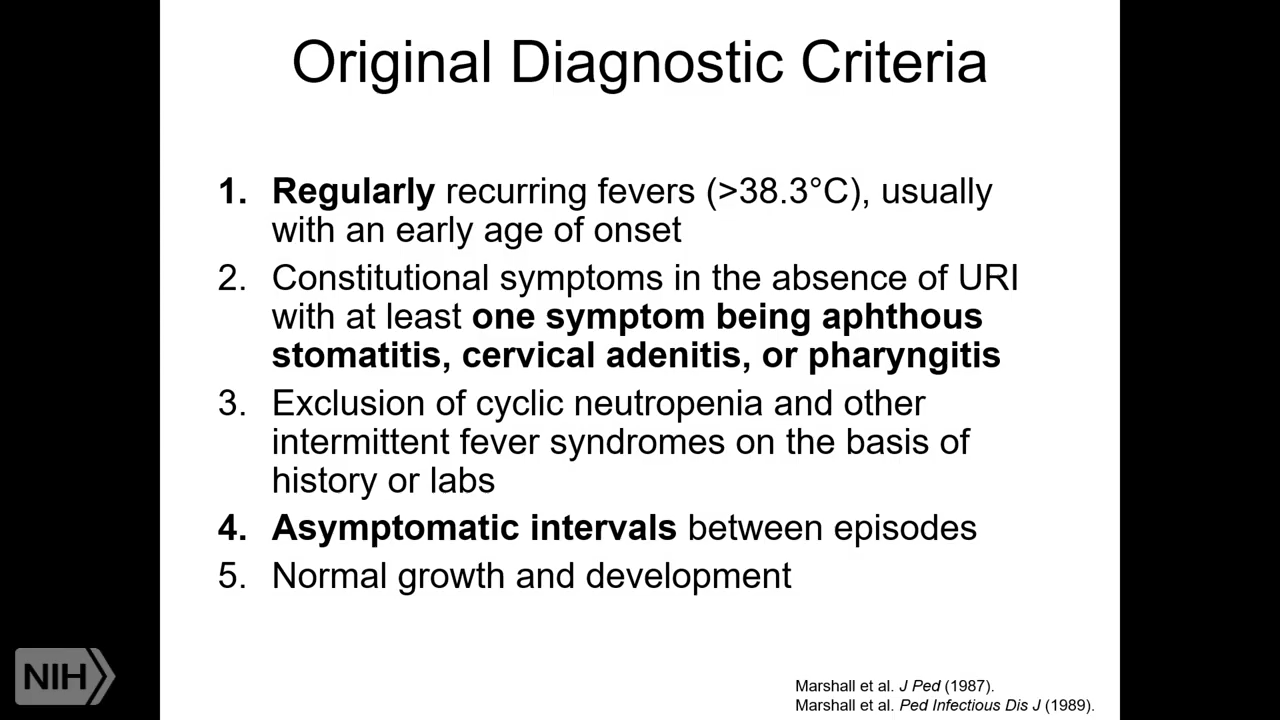 Original Diagnostic Criteria
1. Regularly recurring fevers (>38.3°C), usually
with an early age of onset
2. Constitutional symptoms in the absence of URI
with at least one symptom being aphthous
stomatitis, cervical adenitis, or pharyngitis
3. Exclusion of cyclic neutropenia and other
intermittent fever syndromes on the basis of
history or labs
4. Asymptomatic intervals between episodes
5. Normal growth and development
NIH
Marshall et al. J Ped (1987).
Marshall et al. Ped Infectious Dis J (1989).